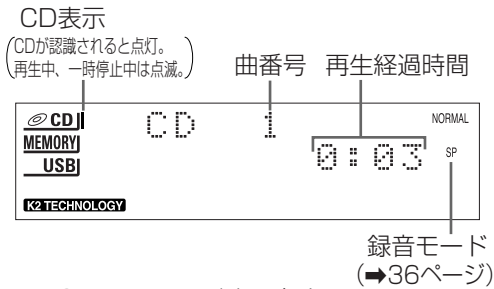 CD表示
(CDが認識されると点灯。
再生中、一時停止中は点滅。)
曲番号 再生経過時間
CD CD 1 NORMAL
MEMORY
USB 0:03 SP
K2 TECHNOLOGY
録音モード
(➡36ページ)